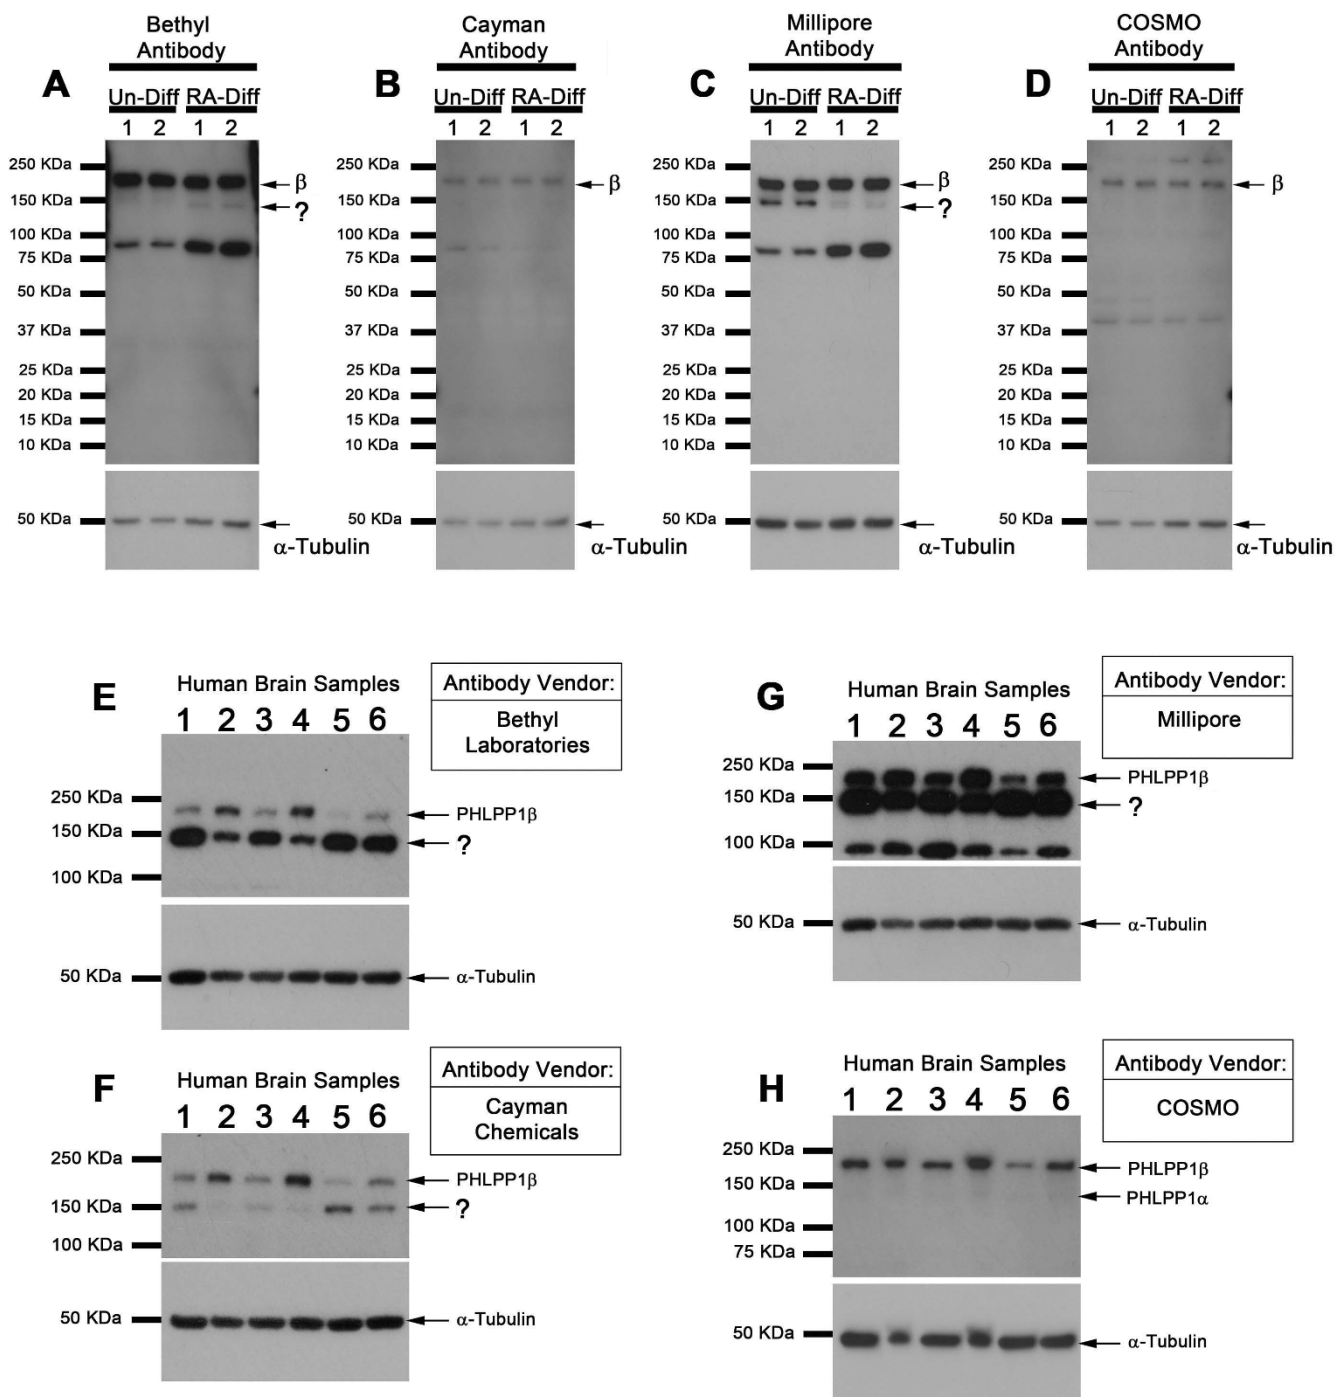 Bethyl
Antibody
A
Un-Diff RA-Diff
1 2 1 2
250 KDa
150 KDa
100 KDa
75 KDa
50 KDa
37 KDa
25 KDa
20 KDa
15 KDa
10 KDa
β
?
50 KDa
α-Tubulin
Cayman
Antibody
B
Un-Diff RA-Diff
1 2 1 2
250 KDa
150 KDa
100 KDa
75 KDa
50 KDa
37 KDa
25 KDa
20 KDa
15 KDa
10 KDa
β
50 KDa
α-Tubulin
Millipore
Antibody
C
Un-Diff RA-Diff
1 2 1 2
250 KDa
150 KDa
100 KDa
75 KDa
50 KDa
37 KDa
25 KDa
20 KDa
15 KDa
10 KDa
β
?
50 KDa
α-Tubulin
COSMO
Antibody
D
Un-Diff RA-Diff
1 2 1 2
250 KDa
150 KDa
100 KDa
75 KDa
50 KDa
37 KDa
25 KDa
20 KDa
15 KDa
10 KDa
β
50 KDa
α-Tubulin
E
Human Brain Samples
1 2 3 4 5 6
Antibody Vendor:
Bethyl
Laboratories
250 KDa
150 KDa
100 KDa
PHLPP1β
?
50 KDa
α-Tubulin
F
Human Brain Samples
1 2 3 4 5 6
Antibody Vendor:
Cayman
Chemicals
250 KDa
150 KDa
100 KDa
PHLPP1β
?
50 KDa
α-Tubulin
G
Human Brain Samples
1 2 3 4 5 6
Antibody Vendor:
Millipore
250 KDa
150 KDa
100 KDa
PHLPP1β
?
50 KDa
α-Tubulin
H
Human Brain Samples
1 2 3 4 5 6
Antibody Vendor:
COSMO
250 KDa
150 KDa
100 KDa
75 KDa
PHLPP1β
PHLPP1α
50 KDa
α-Tubulin